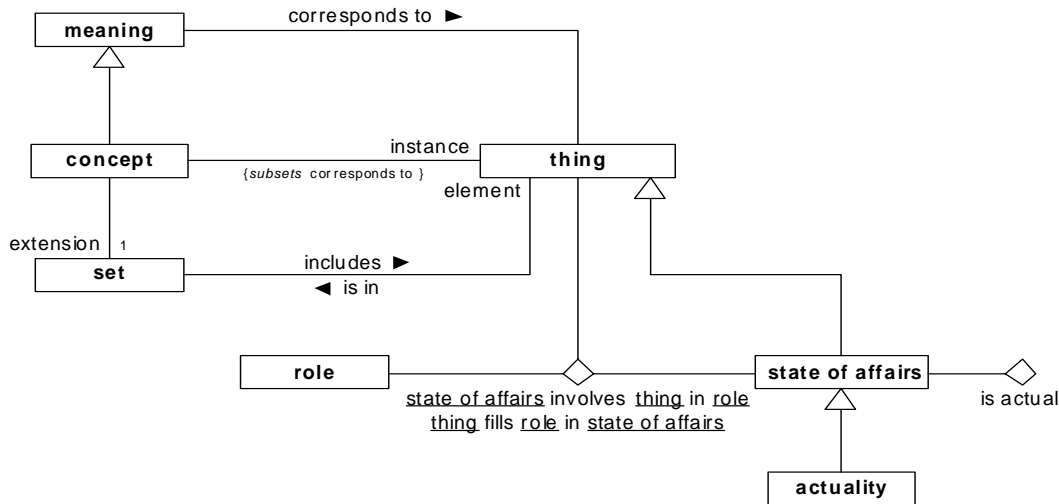 corresponds to ►
meaning
concept
instance
thing
{subsets corresponds to }
element
extension 1
set
includes ►
◄ is in
role
state of affairs
state of affairs involves thing in role
is actual
thing fills role in state of affairs
actuality